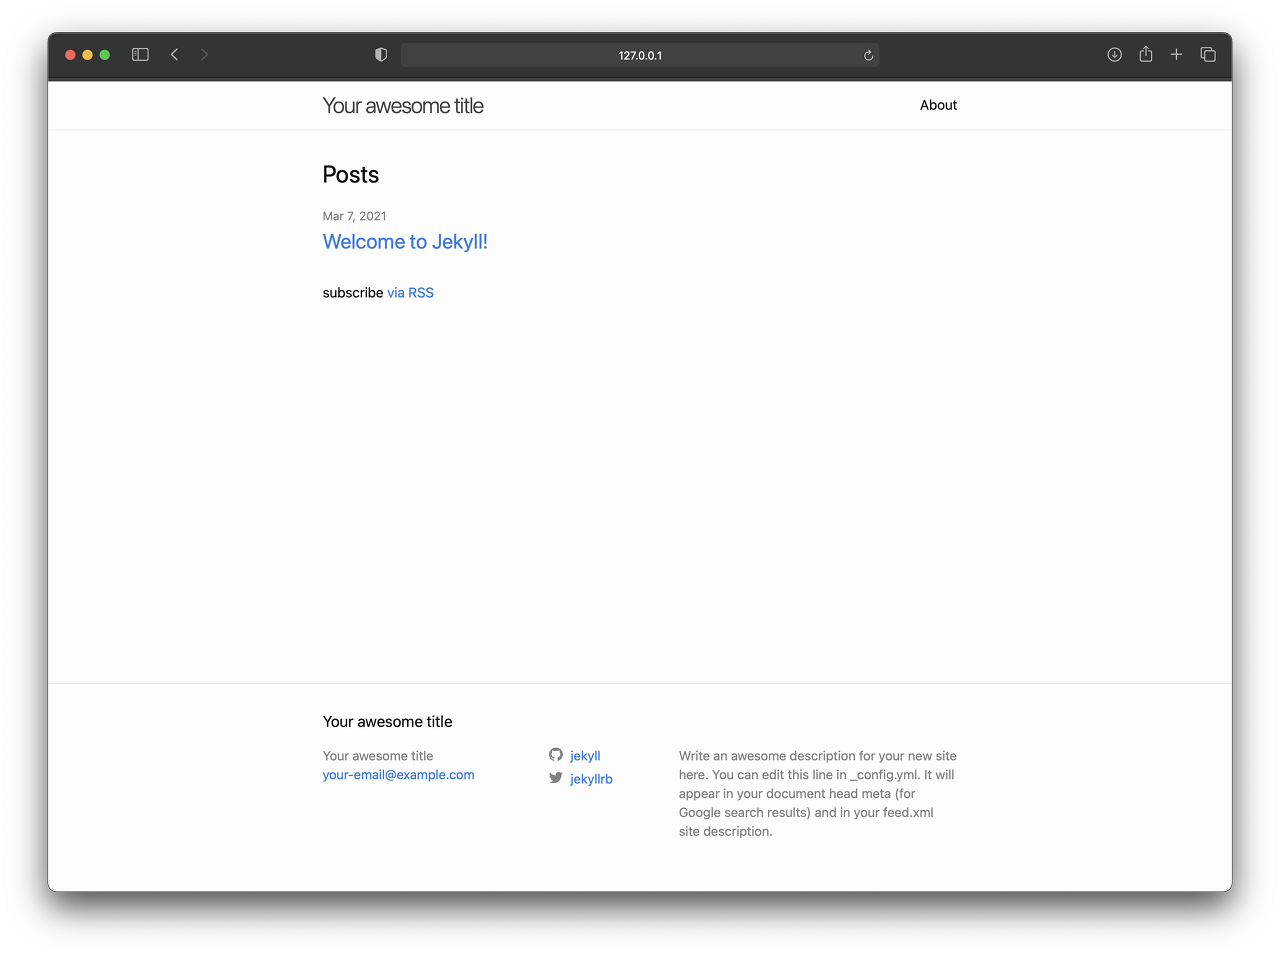 127.0.0.1
Your awesome title
About
Posts
Mar 7, 2021
Welcome to Jekyll!
subscribe via RSS
Your awesome title
Your awesome title
your-email@example.com
jekyll
jekyllrb
Write an awesome description for your new site
here. You can edit this line in _config.yml. It will
appear in your document head meta (for
Google search results) and in your feed.xml
site description.